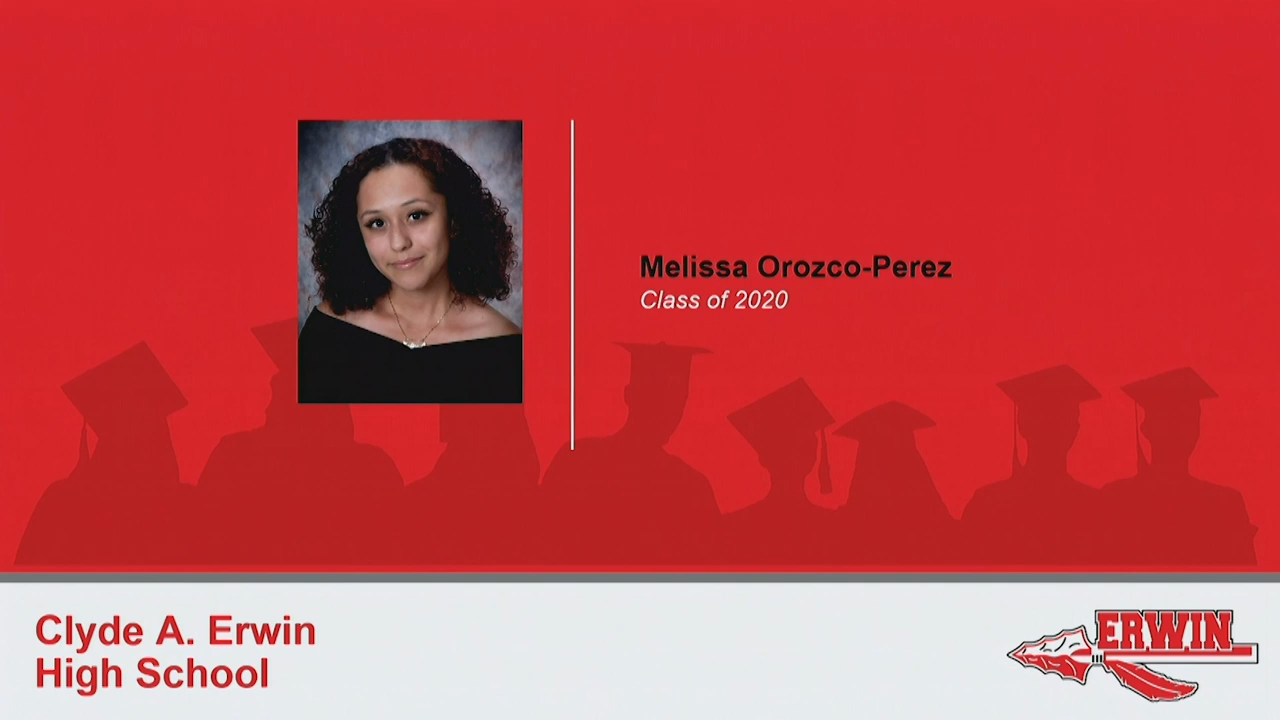 Melissa Orozco-Perez
Class of 2020
Clyde A. Erwin
High School
ERWIN